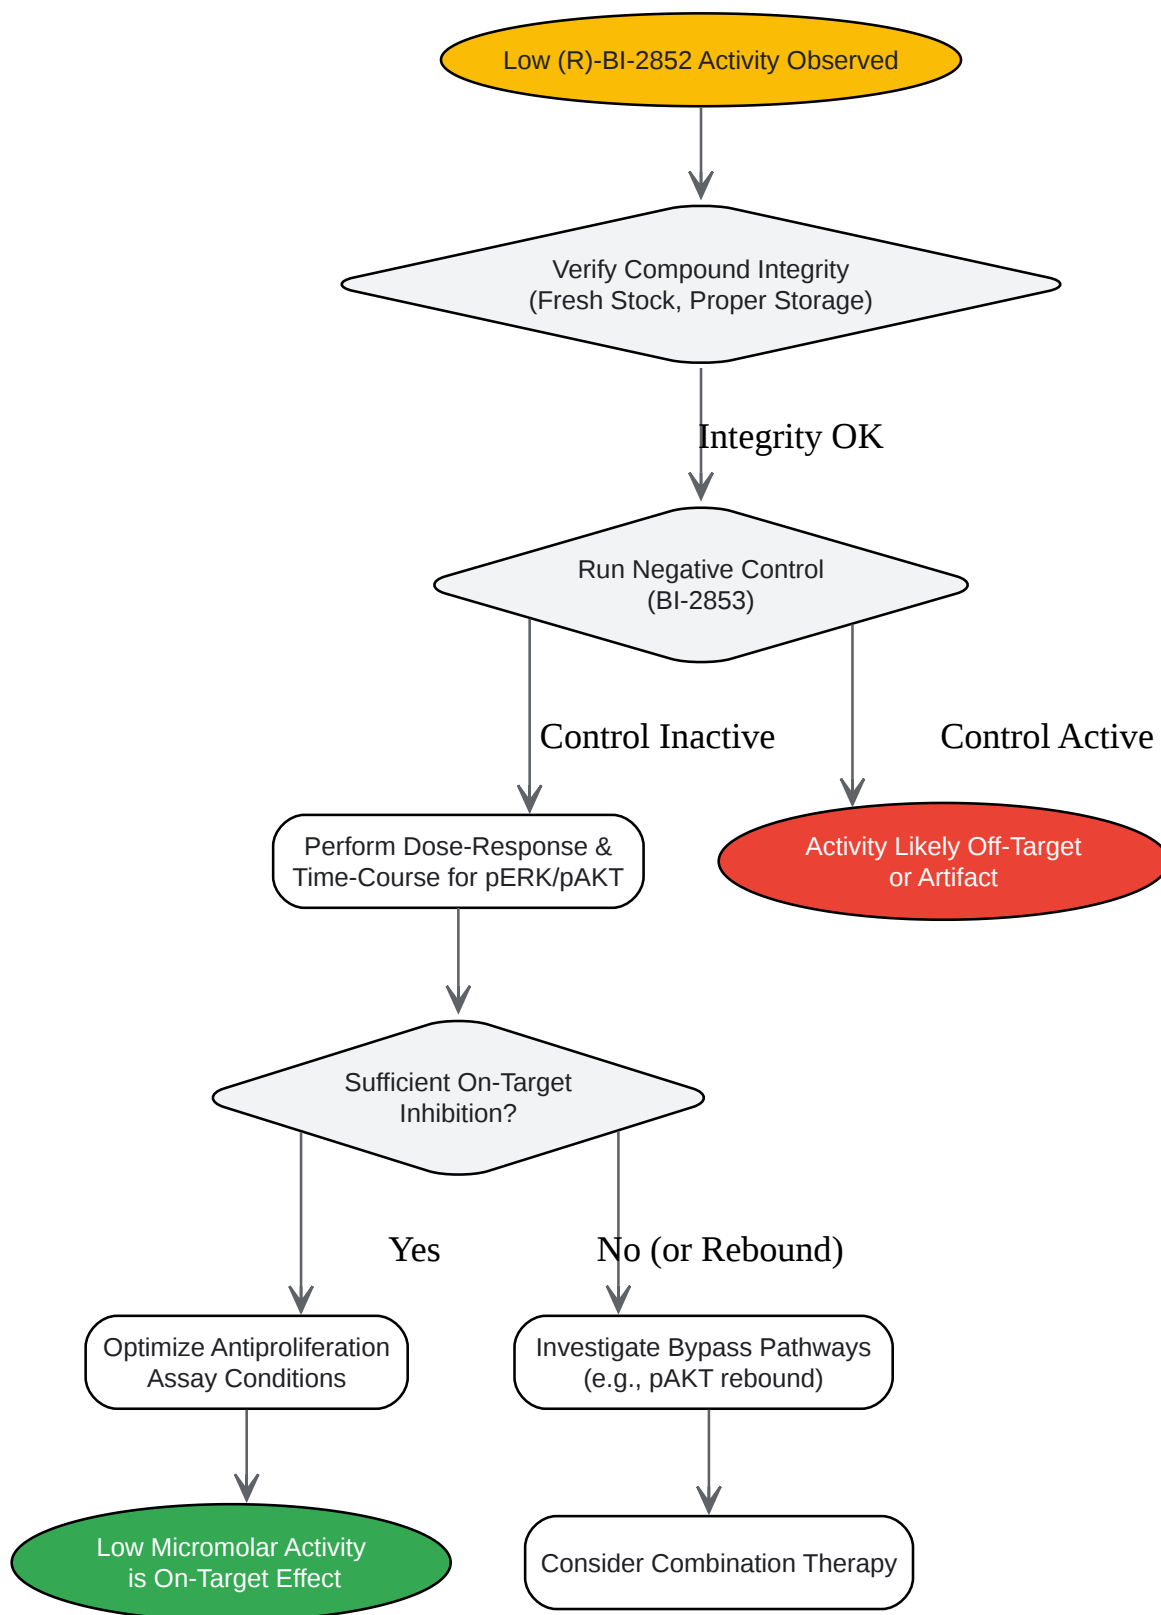 Low (R)-BI-2852 Activity Observed
Verify Compound Integrity
(Fresh Stock, Proper Storage)
Integrity OK
Run Negative Control
(BI-2853)
Control Inactive
Control Active
Perform Dose-Response &
Time-Course for pERK/pAKT
Activity Likely Off-Target
or Artifact
Sufficient On-Target
Inhibition?
Yes
No (or Rebound)
Optimize Antiproliferation
Assay Conditions
Investigate Bypass Pathways
(e.g., pAKT rebound)
Low Micromolar Activity
is On-Target Effect
Consider Combination Therapy